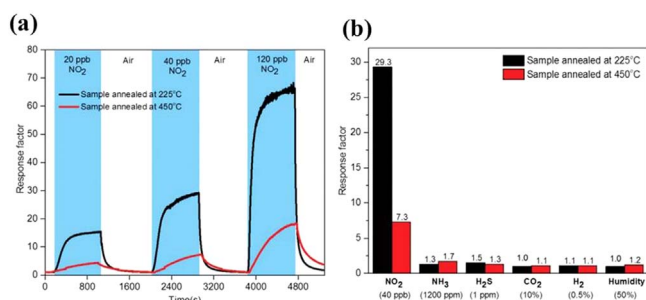 (a)
80
70
60
50
40
30
20
10
0
Response factor
20 ppb
NO2
Air
40 ppb
NO2
Air
120 ppb
NO2
Air
Sample annealed at 225°C
Sample annealed at 450°C
0 800 1600 2400 3200 4000 4800
Time(s)
(b)
30
25
20
15
10
5
0
Response factor
Sample annealed at 225°C
Sample annealed at 450°C
29.3
7.3
1.3 1.7
1.5 1.3
1.0 1.1
1.1 1.1
1.0 1.2
NO2 NH3 H2S CO2 H2 Humidity
(40 ppb) (1200 ppm) (1 ppm) (10%) (0.5%) (50%)